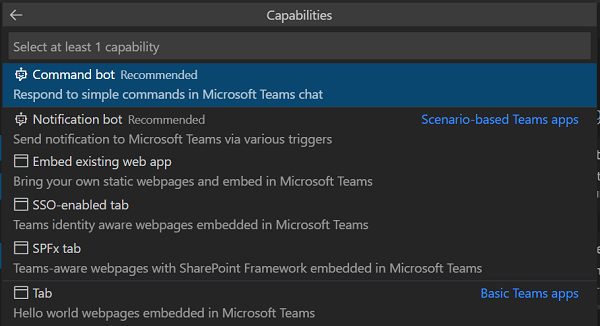 Capabilities
Select at least 1 capability
Command bot Recommended
Respond to simple commands in Microsoft Teams chat
Notification bot Recommended Scenario-based Teams apps
Send notification to Microsoft Teams via various triggers
Embed existing web app
Bring your own static webpages and embed in Microsoft Teams
SSO-enabled tab
Teams identity aware webpages embedded in Microsoft Teams
SPFx tab
Teams-aware webpages with SharePoint Framework embedded in Microsoft Teams
Tab Basic Teams apps
Hello world webpages embedded in Microsoft Teams